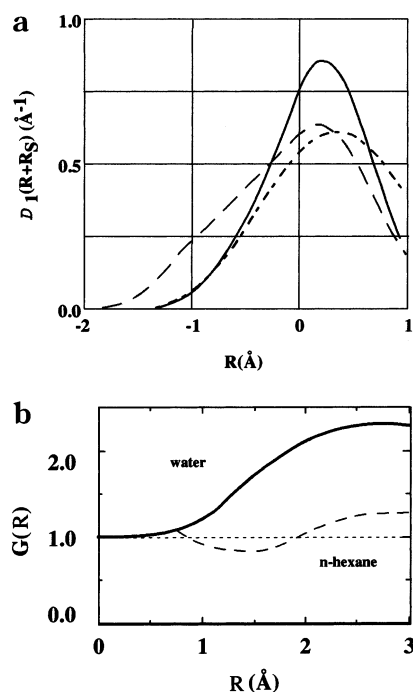 a
1.0
0.5
0.0
D1(R+RS) (Å-1)
-2 -1 0 1
R(Å)
b
2.0
1.0
0.0
G(R)
water
n-hexane
0 1 2 3
R (Å)